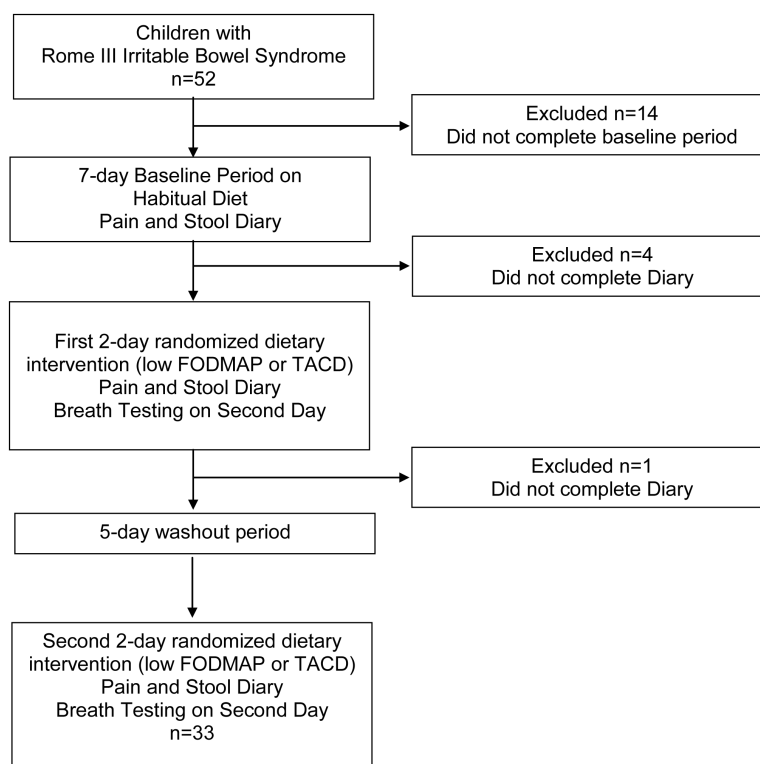 Children with
Rome III Irritable Bowel Syndrome
n=52
Excluded n=14
Did not complete baseline period
7-day Baseline Period on
Habitual Diet
Pain and Stool Diary
Excluded n=4
Did not complete Diary
First 2-day randomized dietary
intervention (low FODMAP or TACD)
Pain and Stool Diary
Breath Testing on Second Day
Excluded n=1
Did not complete Diary
5-day washout period
Second 2-day randomized dietary
intervention (low FODMAP or TACD)
Pain and Stool Diary
Breath Testing on Second Day
n=33